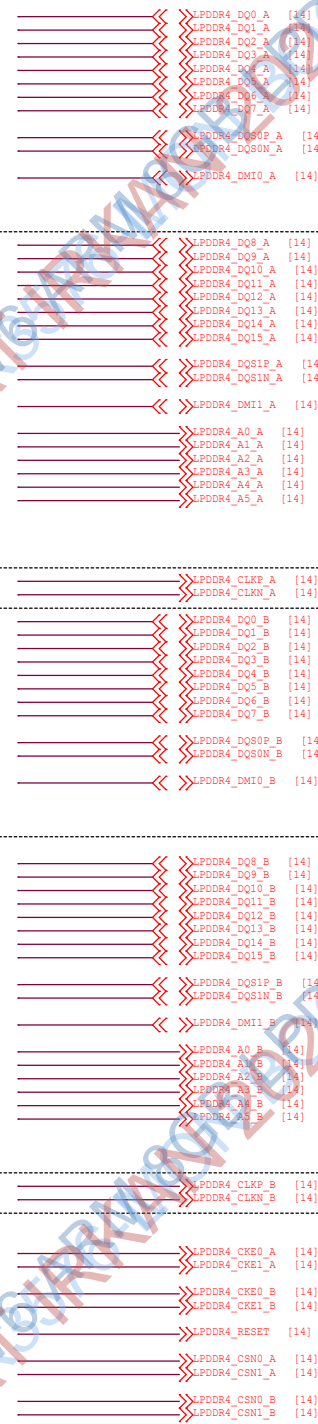 LPDDR4_DQ0_A [14]
LPDDR4_DQ1_A [14]
LPDDR4_DQ2_A [14]
LPDDR4_DQ3_A [14]
LPDDR4_DQ4_A [14]
LPDDR4_DQ5_A [14]
LPDDR4_DQ6_A [14]
LPDDR4_DQ7_A [14]
LPDDR4_DQS0P_A [14
LPDDR4_DQS0N_A [14
LPDDR4_DMI0_A [14]
LPDDR4_DQ8_A [14]
LPDDR4_DQ9_A [14]
LPDDR4_DQ10_A [14]
LPDDR4_DQ11_A [14]
LPDDR4_DQ12_A [14]
LPDDR4_DQ13_A [14]
LPDDR4_DQ14_A [14]
LPDDR4_DQ15_A [14]
LPDDR4_DQS1P_A [14
LPDDR4_DQS1N_A [14
LPDDR4_DMI1_A [14]
LPDDR4_A0_A [14]
LPDDR4_A1_A [14]
LPDDR4_A2_A [14]
LPDDR4_A3_A [14]
LPDDR4_A4_A [14]
LPDDR4_A5_A [14]
LPDDR4_CLKP_A [14]
LPDDR4_CLKN_A [14]
LPDDR4_DQ0_B [14]
LPDDR4_DQ1_B [14]
LPDDR4_DQ2_B [14]
LPDDR4_DQ3_B [14]
LPDDR4_DQ4_B [14]
LPDDR4_DQ5_B [14]
LPDDR4_DQ6_B [14]
LPDDR4_DQ7_B [14]
LPDDR4_DQS0P_B [14
LPDDR4_DQS0N_B [14
LPDDR4_DMI0_B [14]
LPDDR4_DQ8_B [14]
LPDDR4_DQ9_B [14]
LPDDR4_DQ10_B [14]
LPDDR4_DQ11_B [14]
LPDDR4_DQ12_B [14]
LPDDR4_DQ13_B [14]
LPDDR4_DQ14_B [14]
LPDDR4_DQ15_B [14]
LPDDR4_DQS1P_B [14
LPDDR4_DQS1N_B [14
LPDDR4_DMI1_B [14]
LPDDR4_A0_B [14]
LPDDR4_A1_B [14]
LPDDR4_A2_B [14]
LPDDR4_A3_B [14]
LPDDR4_A4_B [14]
LPDDR4_A5_B [14]
LPDDR4_CLKP_B [14]
LPDDR4_CLKN_B [14]
LPDDR4_CKE0_A [14]
LPDDR4_CKE1_A [14]
LPDDR4_CKE0_B [14]
LPDDR4_CKE1_B [14]
LPDDR4_RESET [14]
LPDDR4_CSN0_A [14]
LPDDR4_CSN1_A [14]
LPDDR4_CSN0_B [14]
LPDDR4_CSN1_B [14]